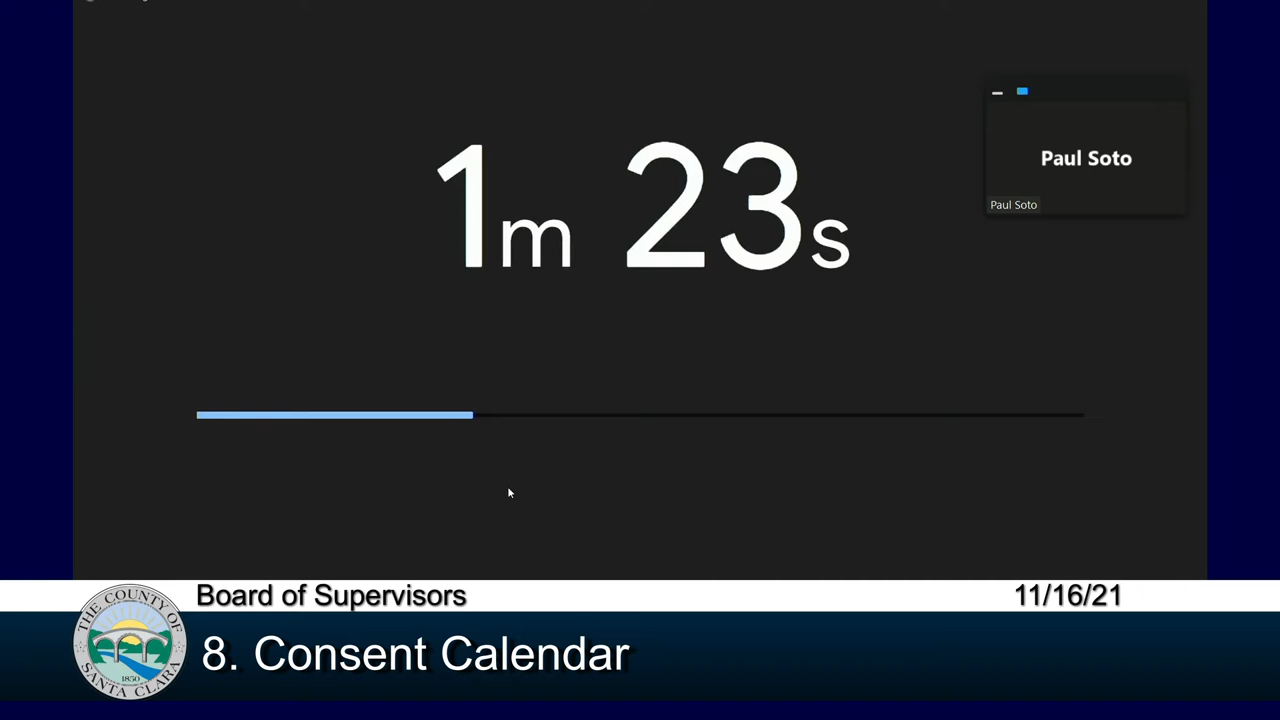 1m 23s
Paul Soto
Paul Soto
Board of Supervisors
11/16/21
8. Consent Calendar
THE COUNTY OF
SANTA CLARA
1850